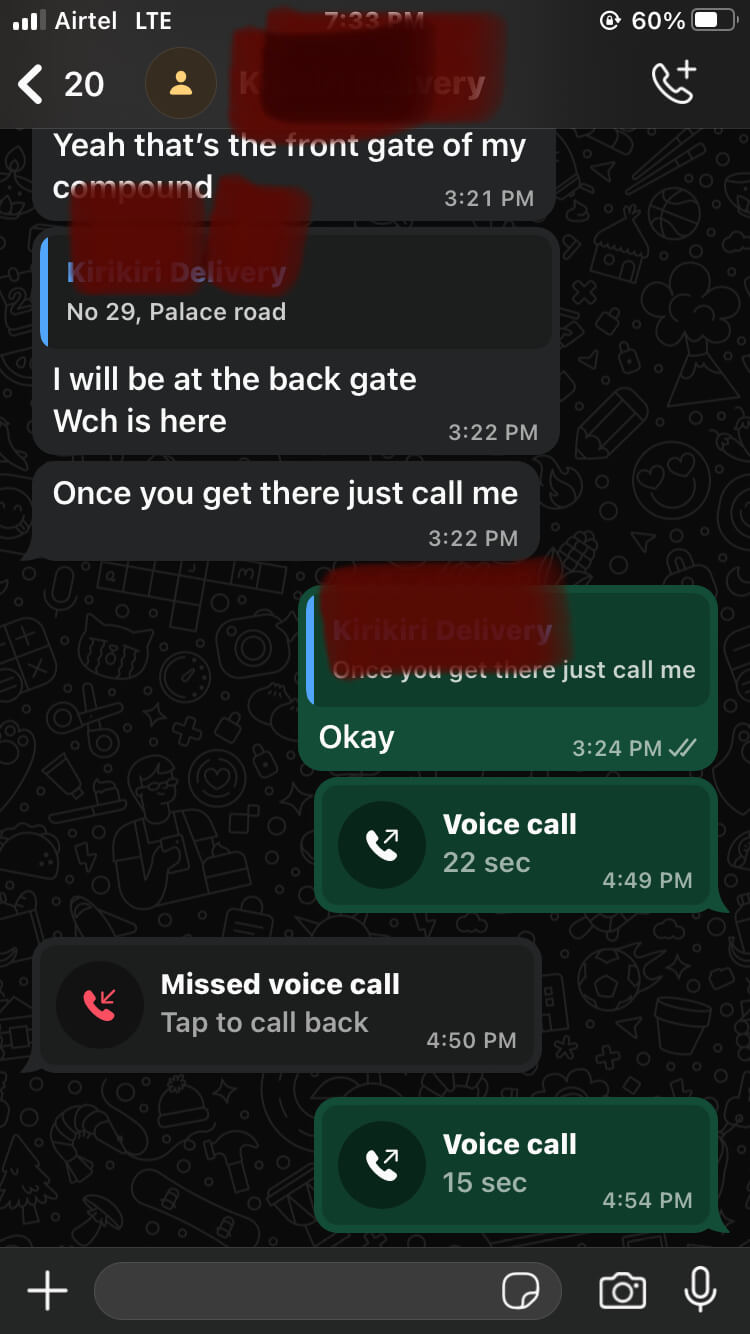 Airtel LTE
7:33 PM
60%
20
Yeah that's the front gate of my
compound
3:21 PM
Kirikiri Delivery
No 29, Palace road
I will be at the back gate
Wch is here
3:22 PM
Once you get there just call me
3:22 PM
Kirikiri Delivery
Once you get there just call me
Okay
3:24 PM
Voice call
22 sec
4:49 PM
Missed voice call
Tap to call back
4:50 PM
Voice call
15 sec
4:54 PM